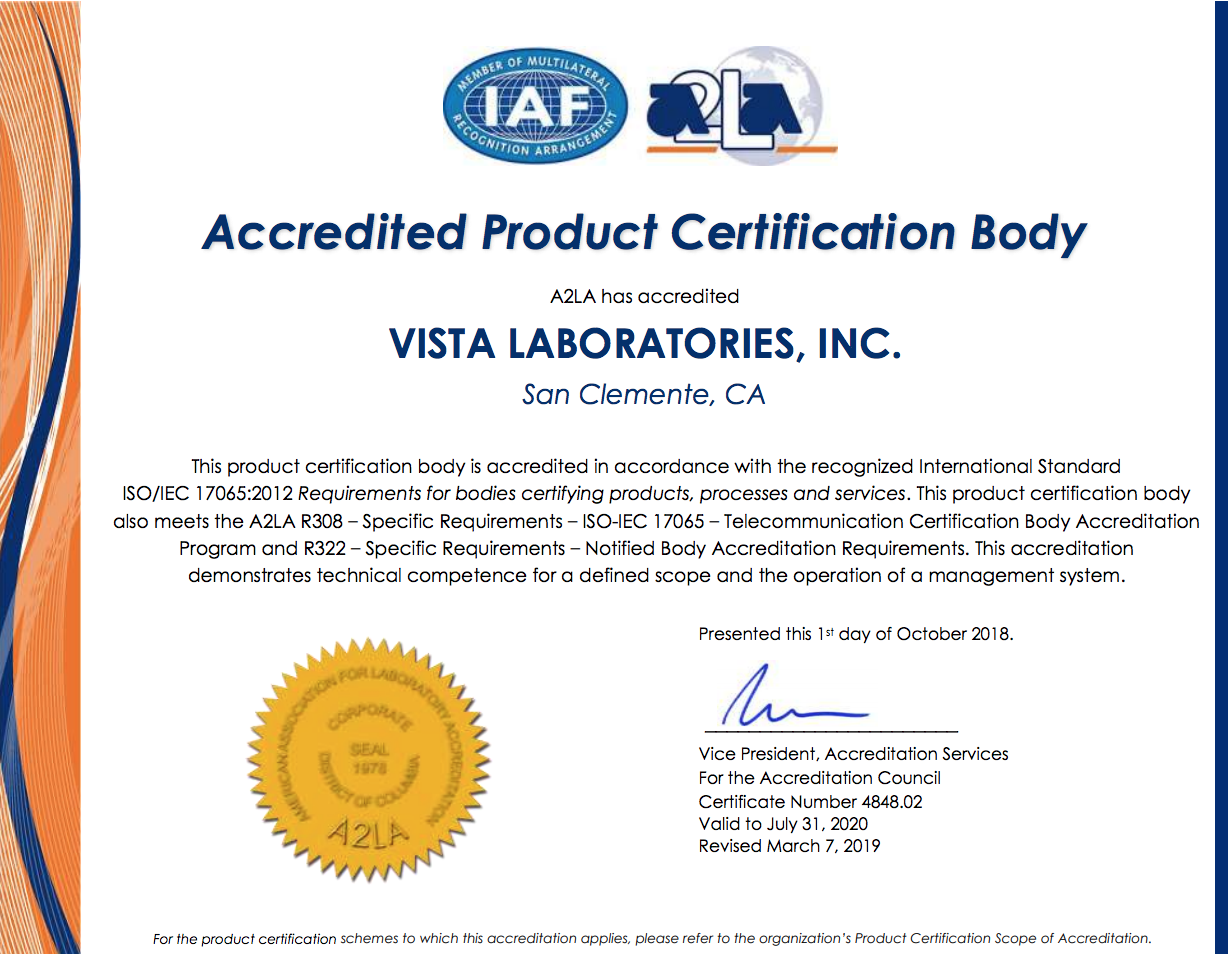 MEMBER OF MULTILATERAL
IAF
RECOGNITION ARRANGEMENT
A2LA
Accredited Product Certification Body
A2LA has accredited
VISTA LABORATORIES, INC.
San Clemente, CA
This product certification body is accredited in accordance with the recognized International Standard
ISO/IEC 17065:2012 Requirements for bodies certifying products, processes and services. This product certification body
also meets the A2LA R308 – Specific Requirements – ISO-IEC 17065 – Telecommunication Certification Body Accreditation
Program and R322 – Specific Requirements – Notified Body Accreditation Requirements. This accreditation
demonstrates technical competence for a defined scope and the operation of a management system.
Presented this 1st day of October 2018.
Vice President, Accreditation Services
For the Accreditation Council
Certificate Number 4848.02
Valid to July 31, 2020
Revised March 7, 2019
AMERICAN ASSOCIATION FOR LABORATORY ACCREDITATION
CORPORATE
SEAL
1978
DISTRICT OF COLUMBIA
A2LA
For the product certification schemes to which this accreditation applies, please refer to the organization's Product Certification Scope of Accreditation.